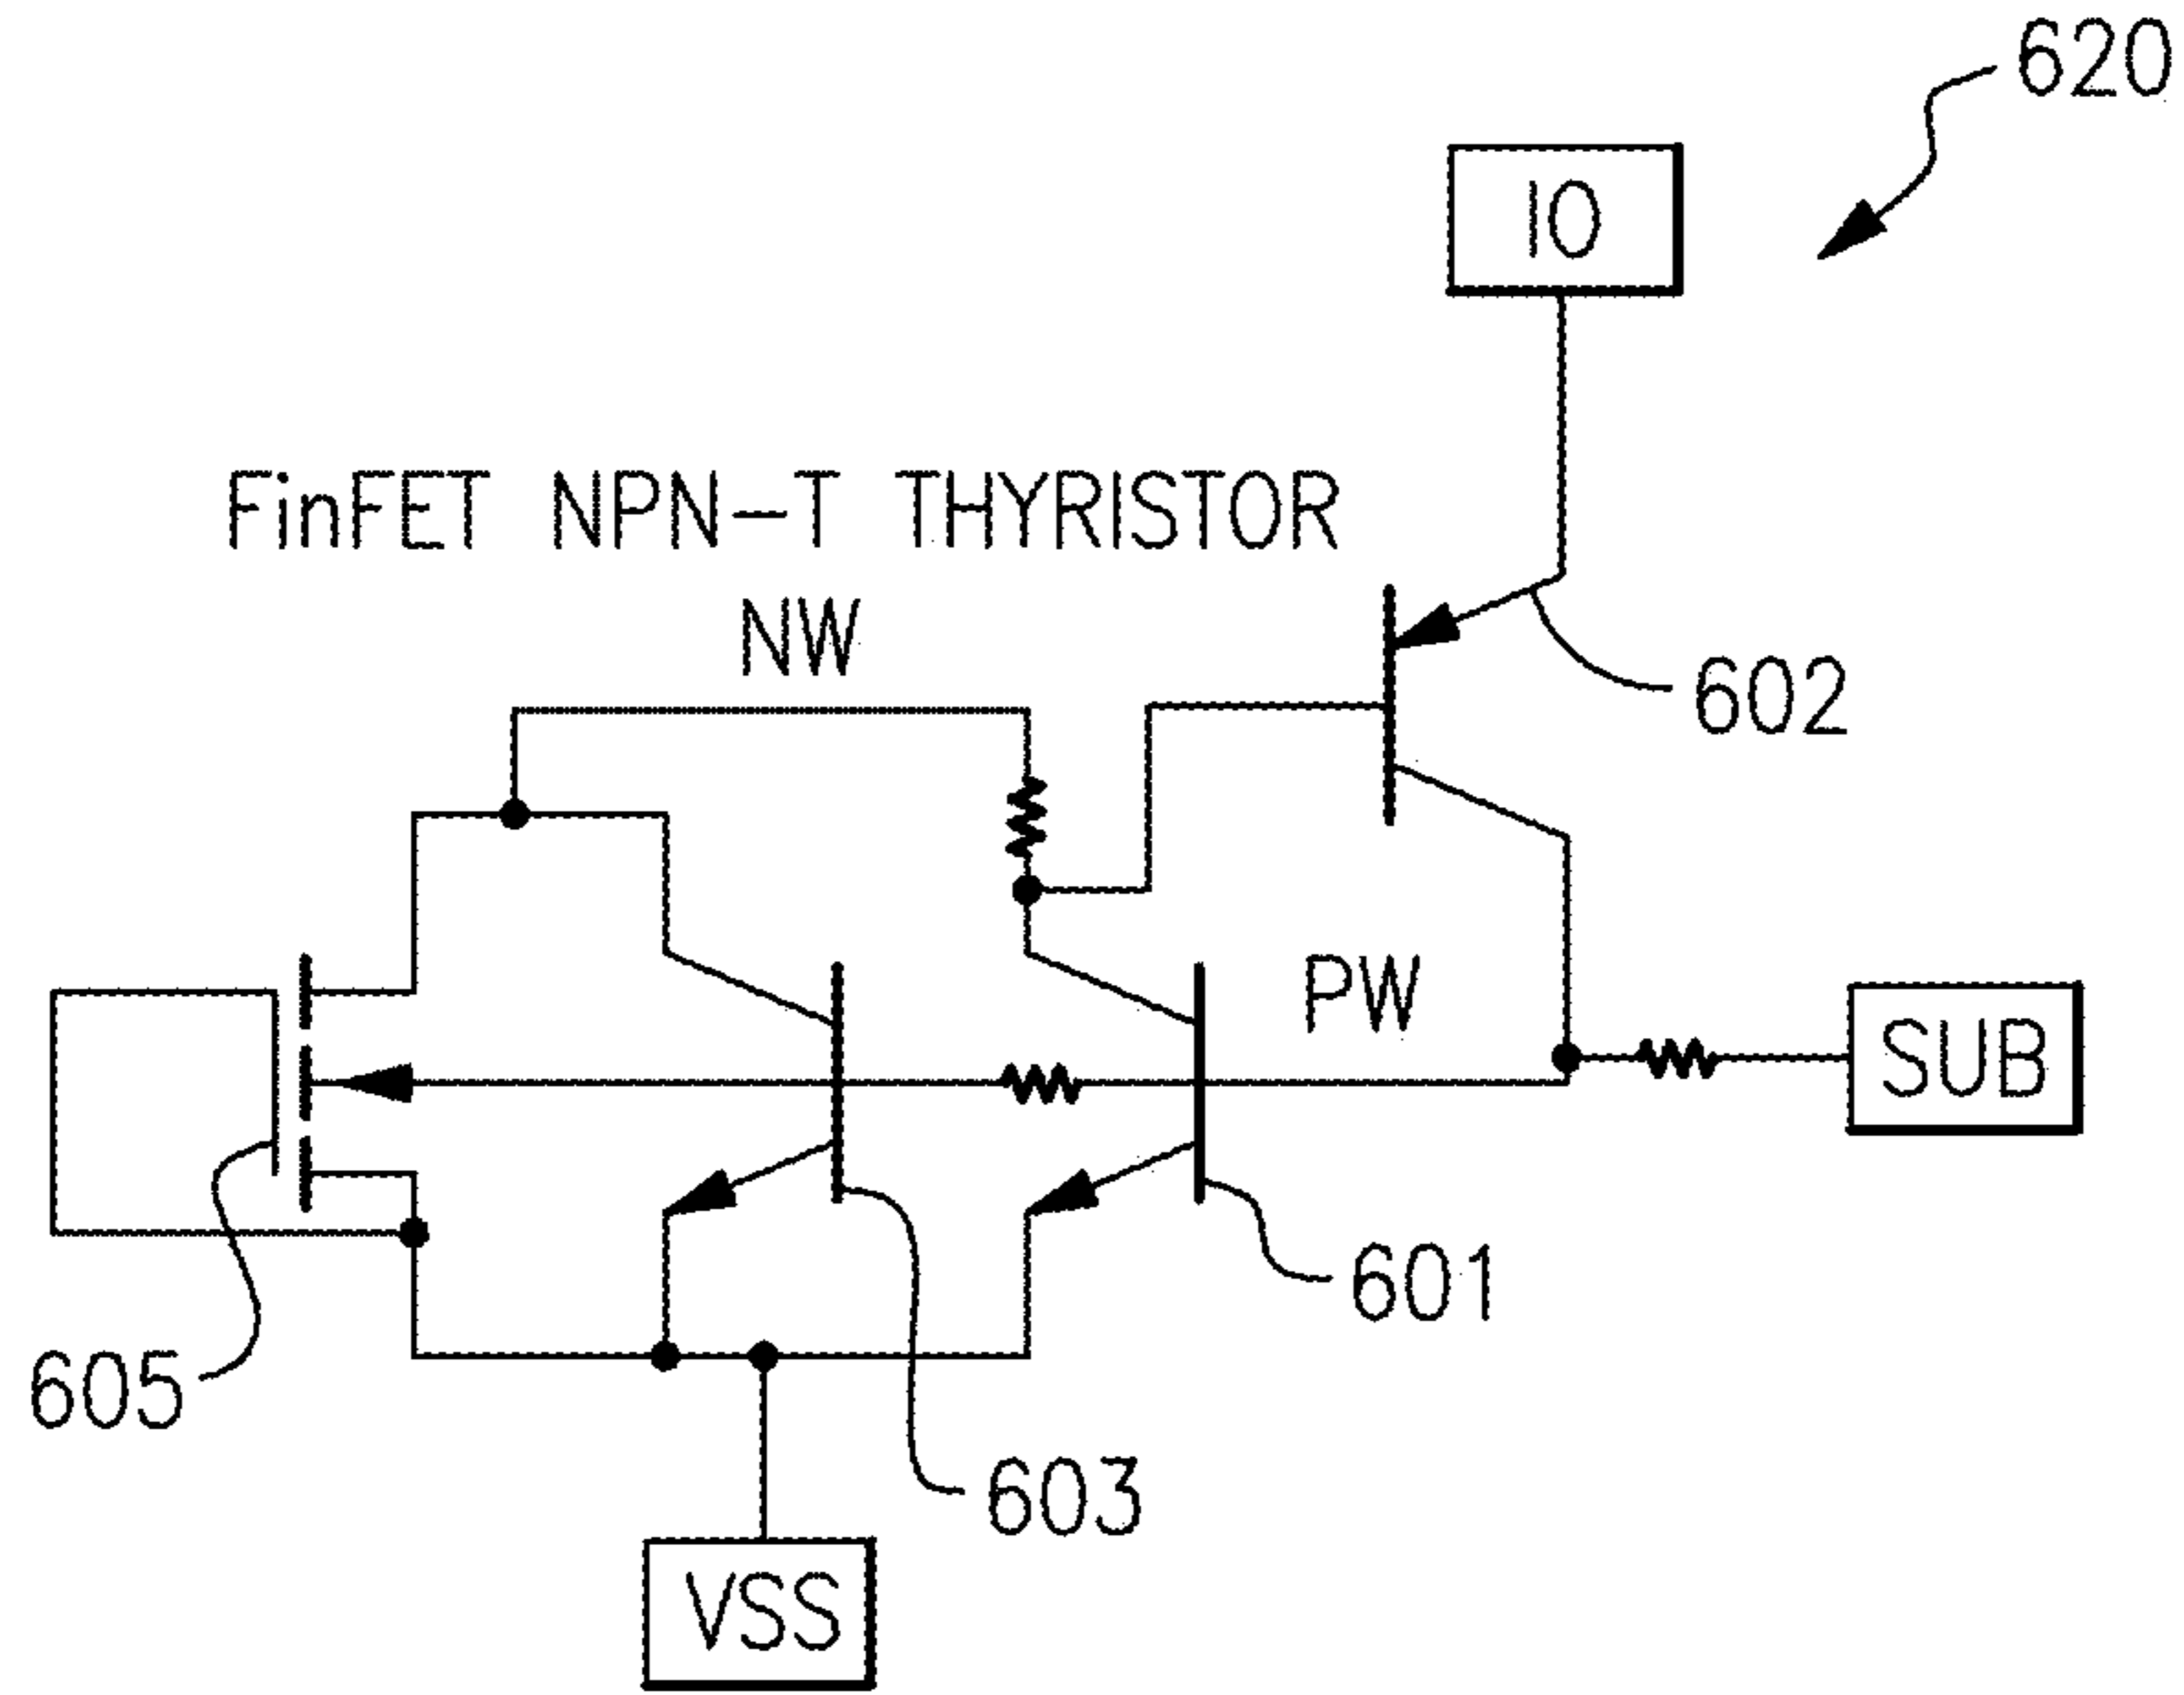 620
IO
FinFET NPN-T THYRISTOR
NW
602
PW
SUB
601
605
603
VSS